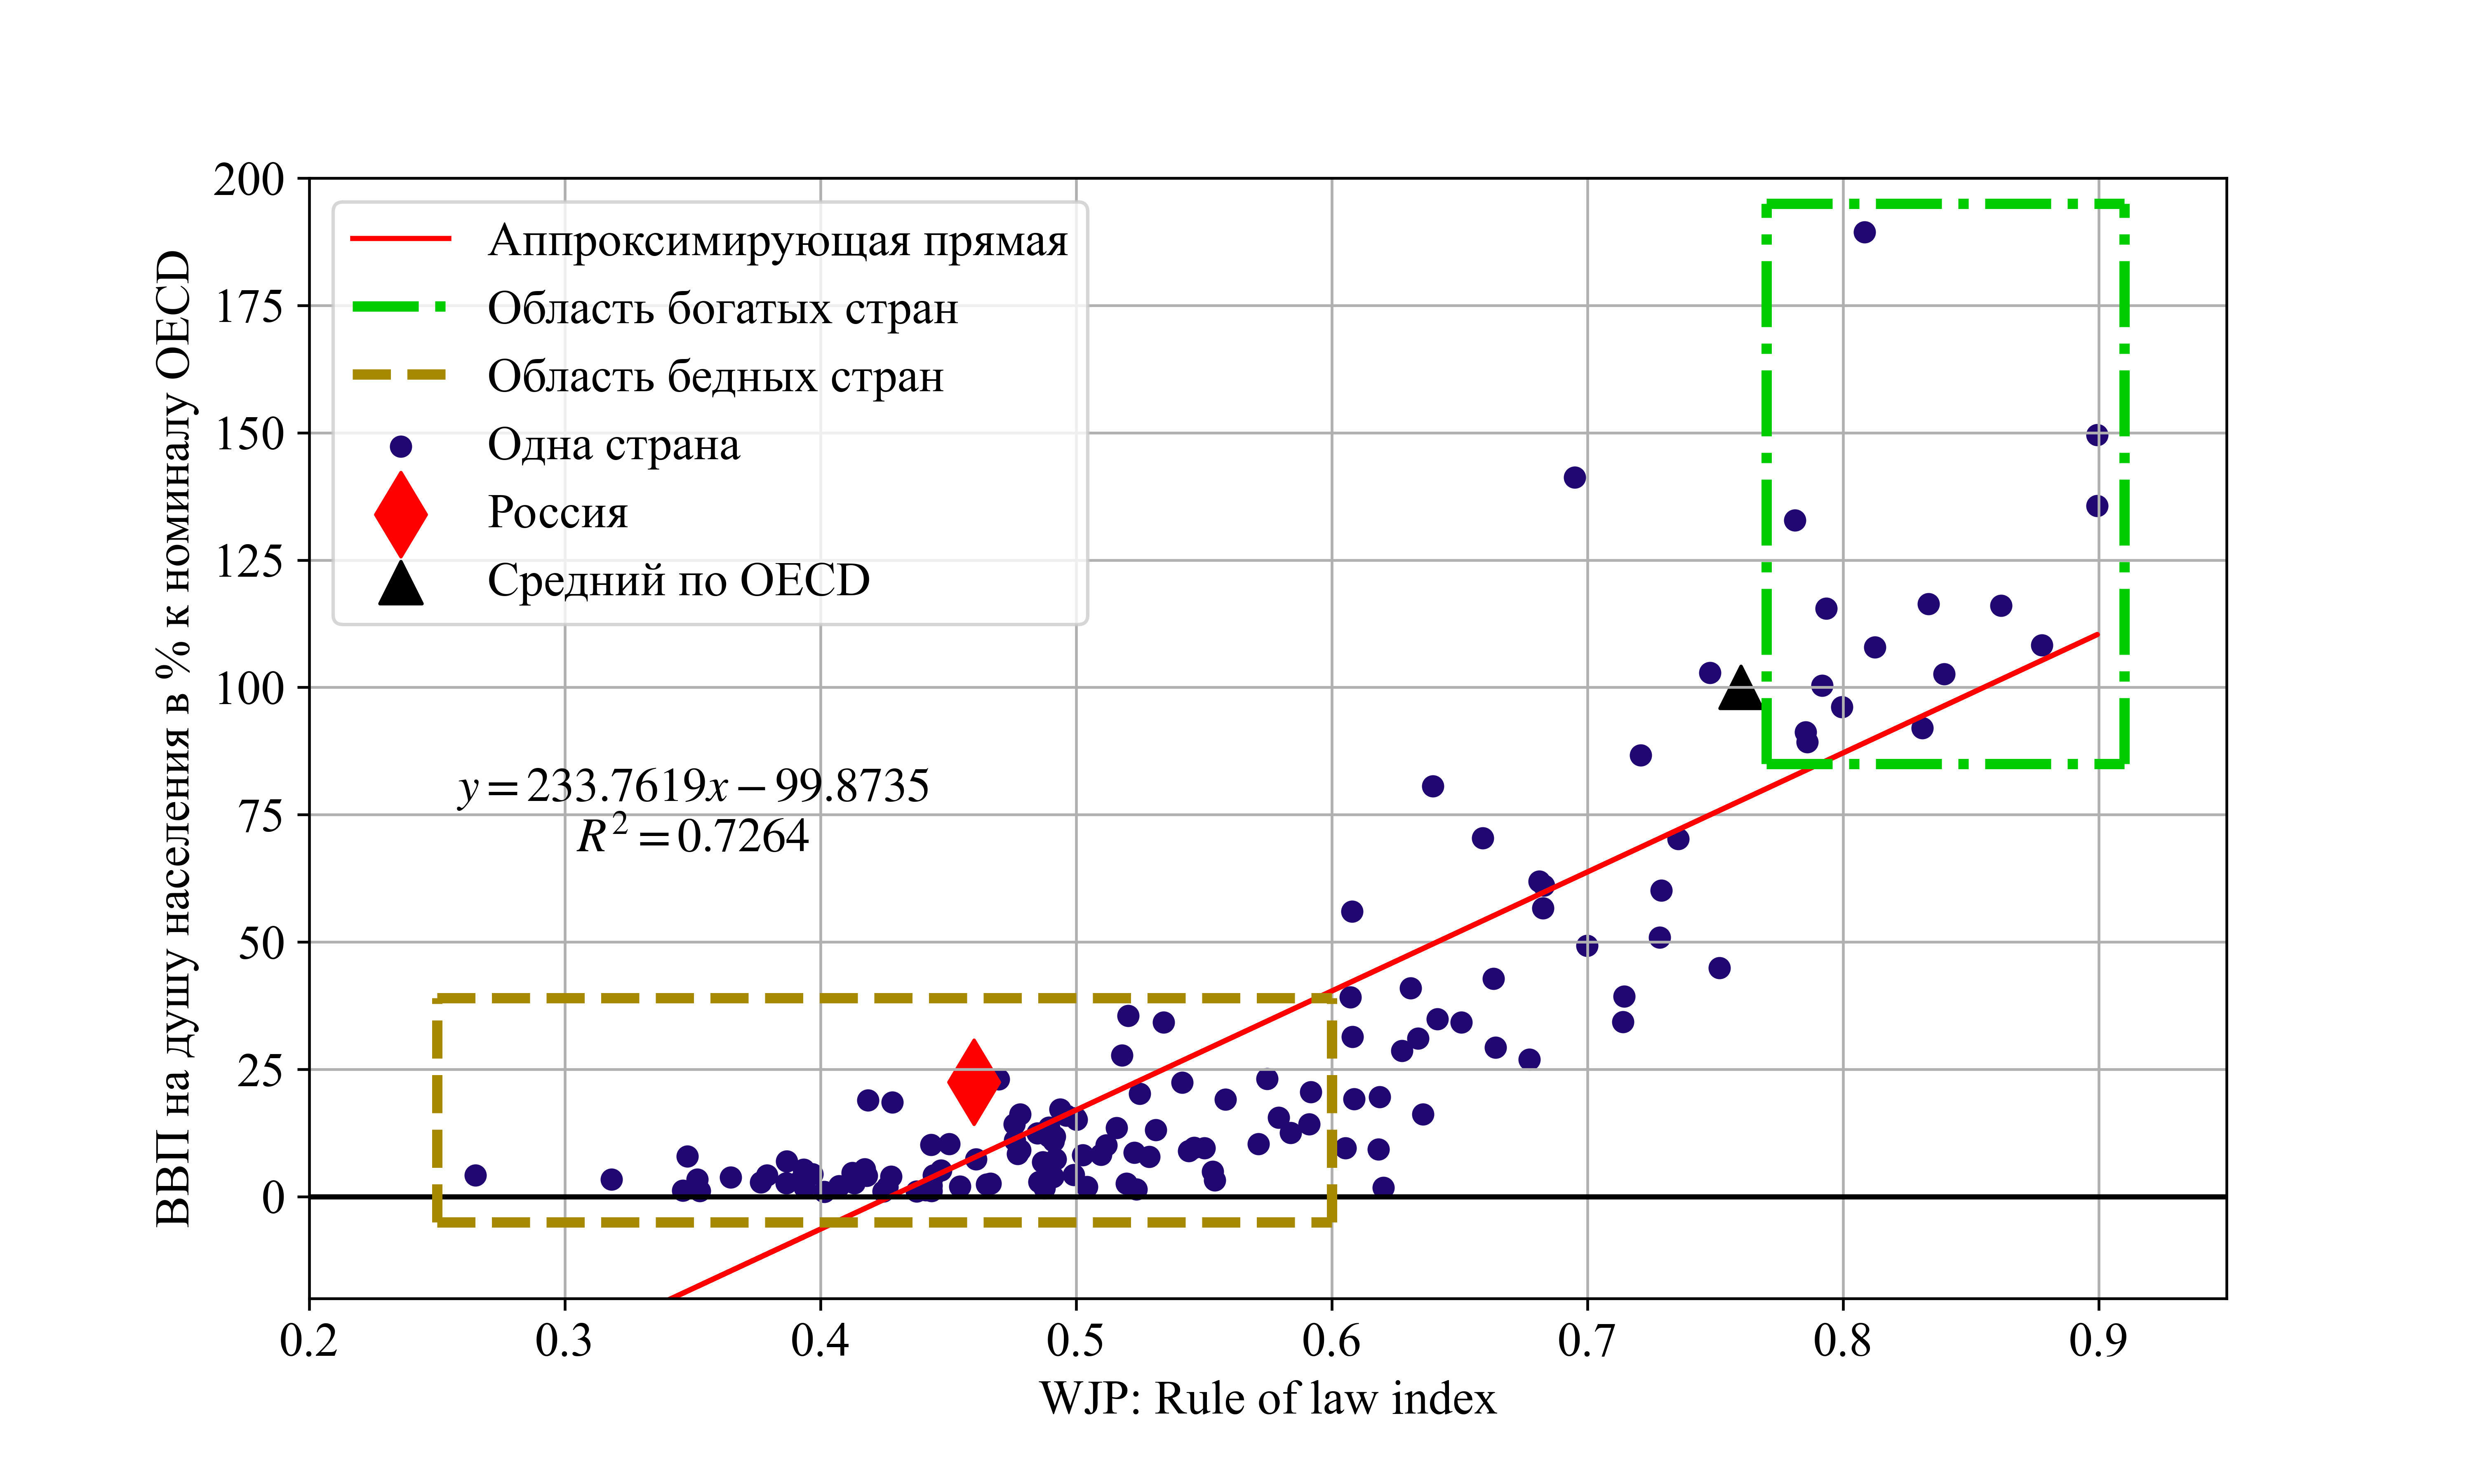 200
175
150
125
100
75
50
25
0
ВВП на душу населения в % к номиналу OECD
Аппроксимирующая прямая
Область богатых стран
Область бедных стран
Одна страна
Россия
Средний по OECD
y = 233.7619x − 99.8735
R² = 0.7264
0.2 0.3 0.4 0.5 0.6 0.7 0.8 0.9
WJP: Rule of law index